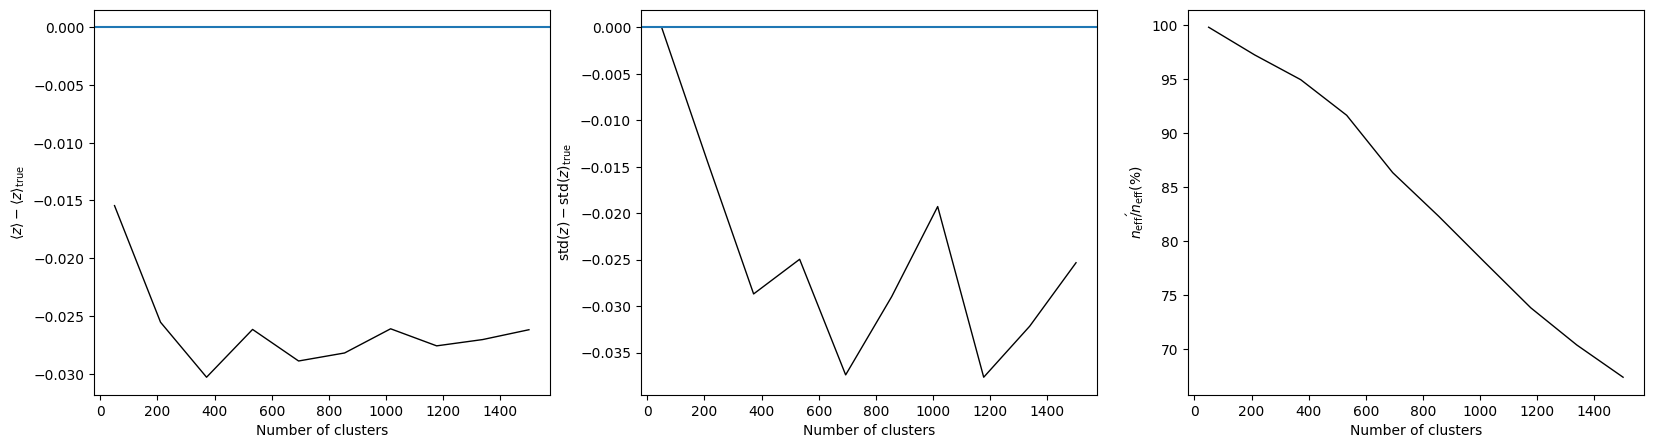 0.000
−0.005
−0.010
−0.015
−0.020
−0.025
−0.030
⟨z⟩ − ⟨z⟩true
0 200 400 600 800 1000 1200 1400
Number of clusters
0.000
−0.005
−0.010
−0.015
−0.020
−0.025
−0.030
−0.035
std(z) − std(z)true
0 200 400 600 800 1000 1200 1400
Number of clusters
100
95
90
85
80
75
70
n′eff/neff(%)
0 200 400 600 800 1000 1200 1400
Number of clusters